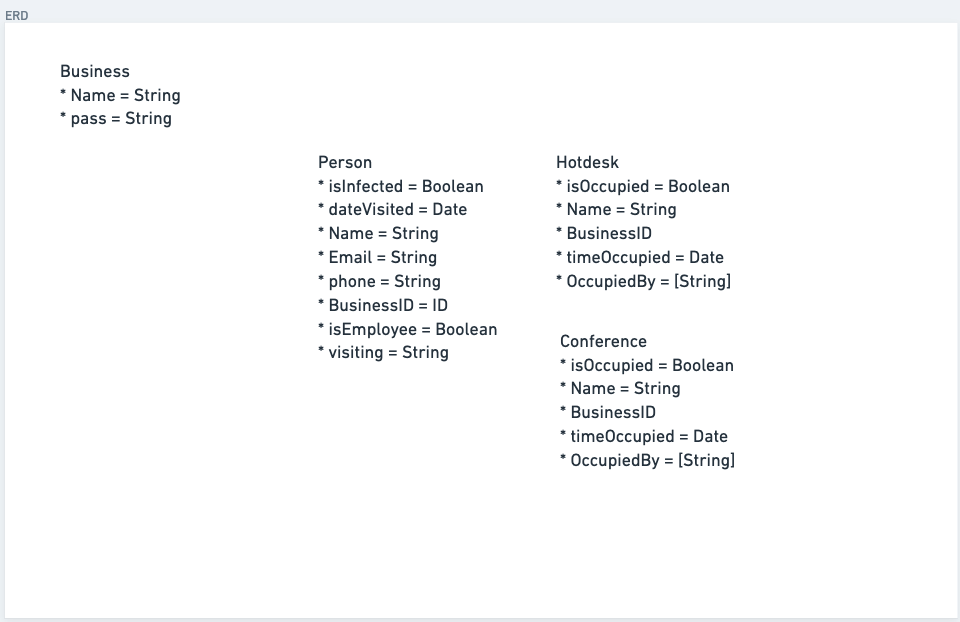 ERD
Business
* Name = String
* pass = String
Person
* isInfected = Boolean
* dateVisited = Date
* Name = String
* Email = String
* phone = String
* BusinessID = ID
* isEmployee = Boolean
* visiting = String
Hotdesk
* isOccupied = Boolean
* Name = String
* BusinessID
* timeOccupied = Date
* OccupiedBy = [String]
Conference
* isOccupied = Boolean
* Name = String
* BusinessID
* timeOccupied = Date
* OccupiedBy = [String]